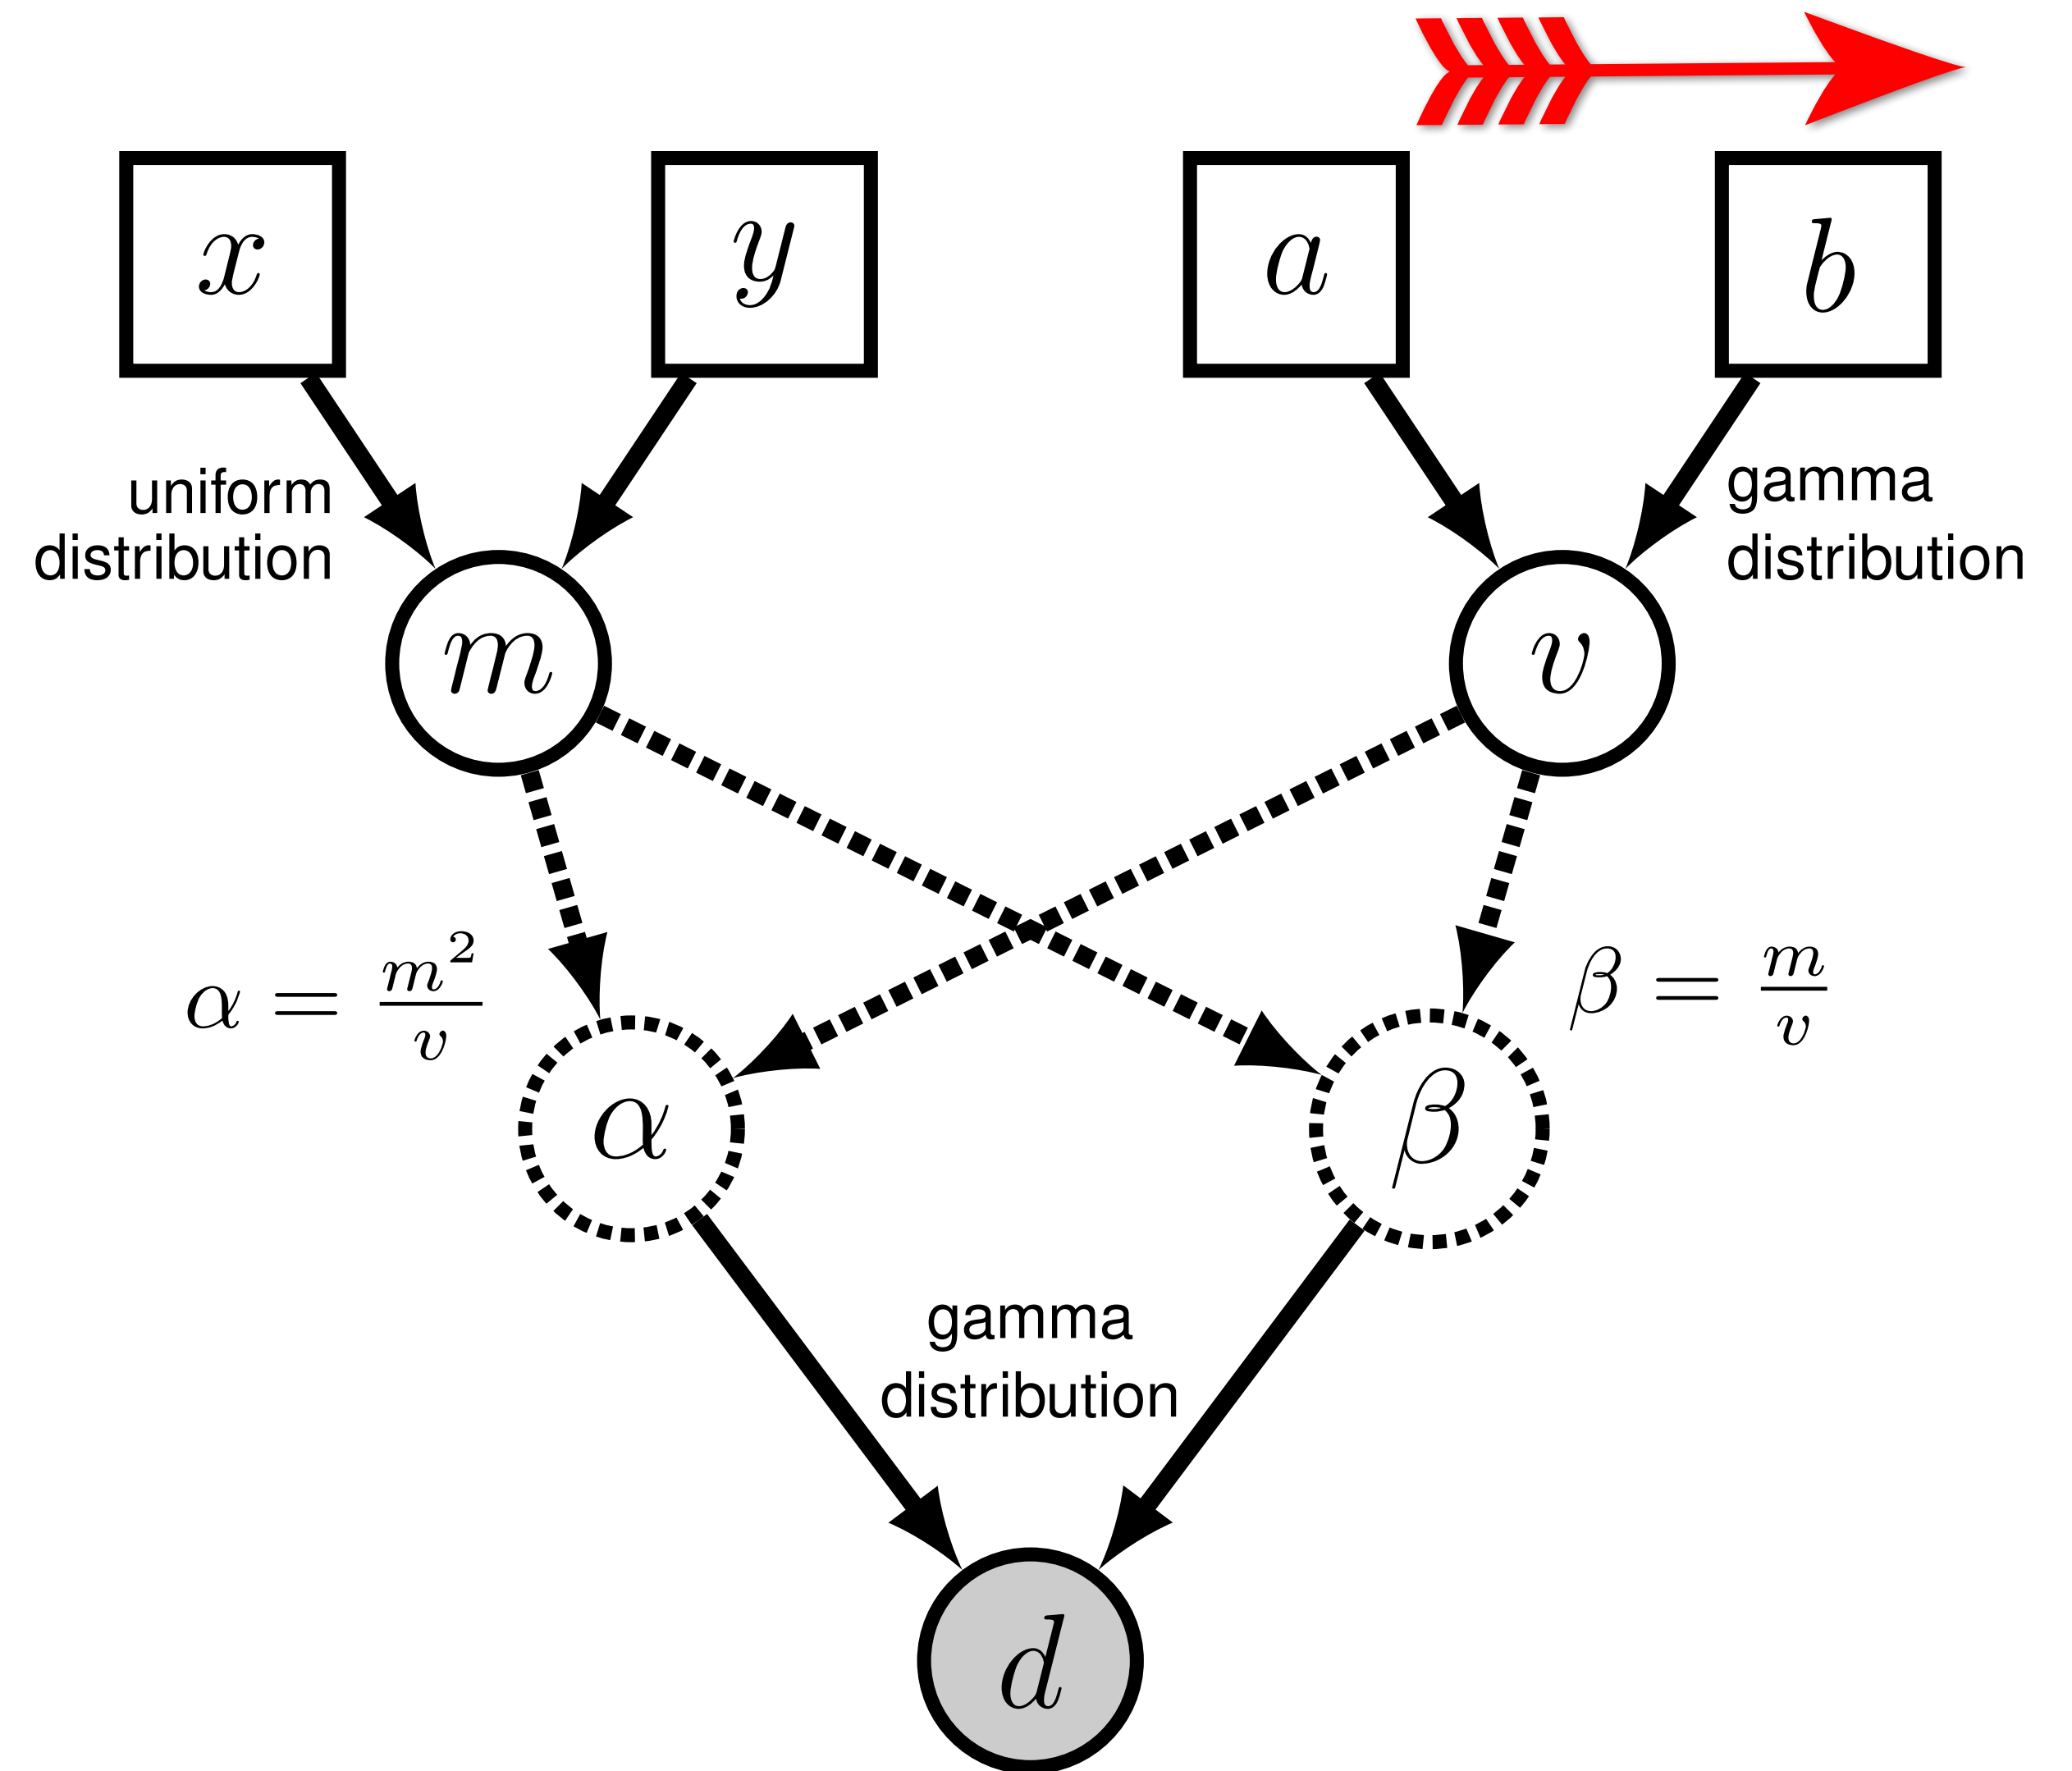 x
y
a
b
uniform
distribution
gamma
distribution
m
v
α = m²/v
β = m/v
α
β
gamma
distribution
d